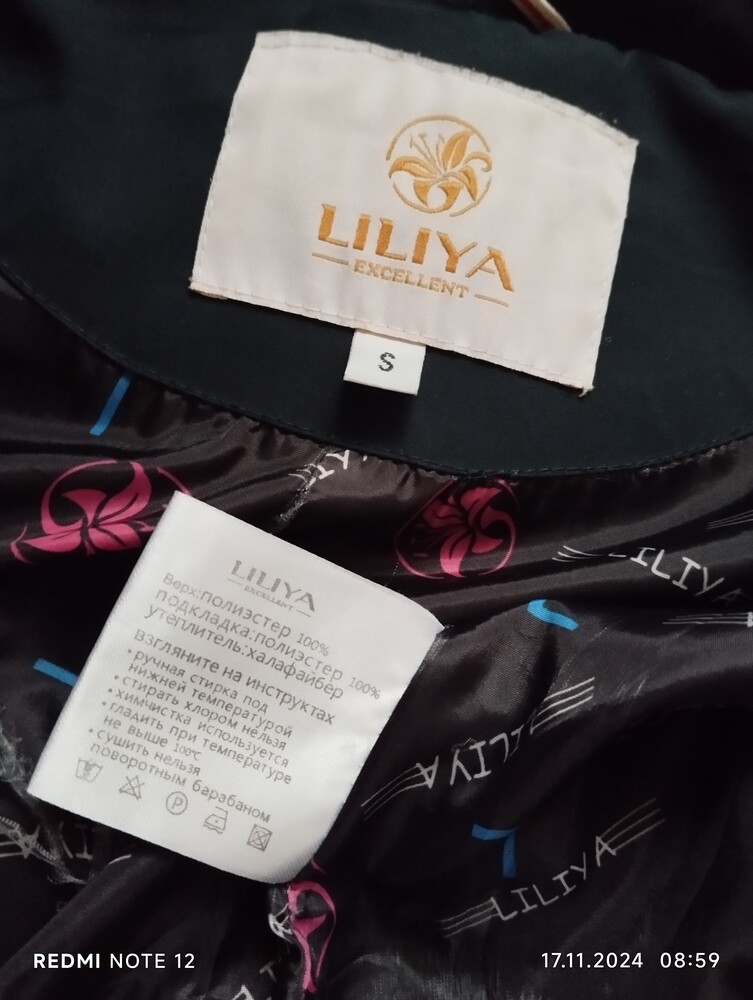 LILIYA
EXCELLENT
S
LIYA
LILIYA
LILIYA
EXCELLENT
Верх:полиэстер 100%
подкладка:полиэстер 100%
утеплитель:халафайбер
взгляните на инструктах
•ручная стирка под
нижней температурой
•стирать хлором нельзя
•химчистка используется
•гладить при температуре
не выше 100℃
•сушить нельзя
поворотным барабаном
P
LILIYA
LILIYA
REDMI NOTE 12
17.11.2024 08:59